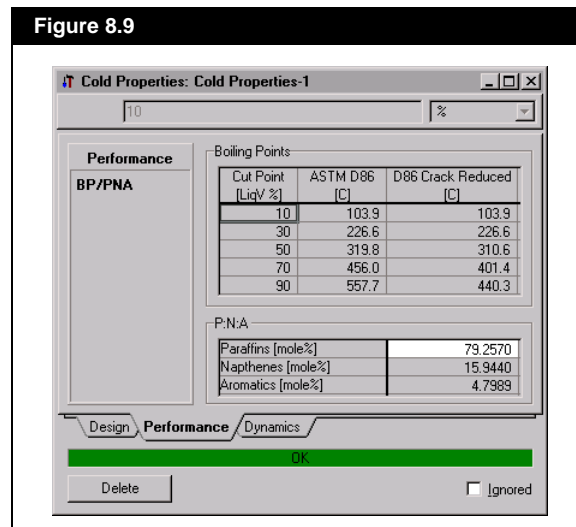 Figure 8.9
Cold Properties: Cold Properties-1
10 %
Performance
BP/PNA
Boiling Points
Cut Point [LiqV %] ASTM D86 [C] D86 Crack Reduced [C]
10 103.9 103.9
30 226.6 226.6
50 319.8 310.6
70 456.0 401.4
90 557.7 440.3
P:N:A
Paraffins [mole%] 79.2570
Napthenes [mole%] 15.9440
Aromatics [mole%] 4.7989
Design Performance Dynamics
OK
Delete Ignored